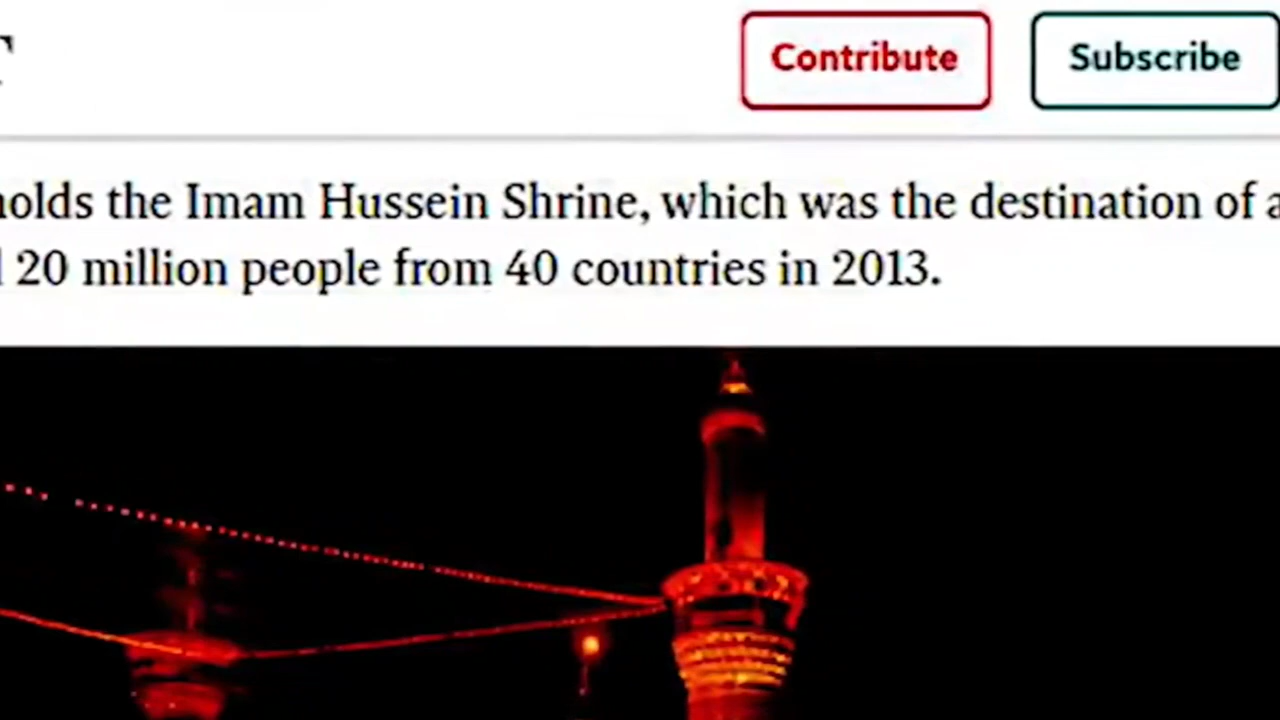 Contribute Subscribe
holds the Imam Hussein Shrine, which was the destination of a
20 million people from 40 countries in 2013.